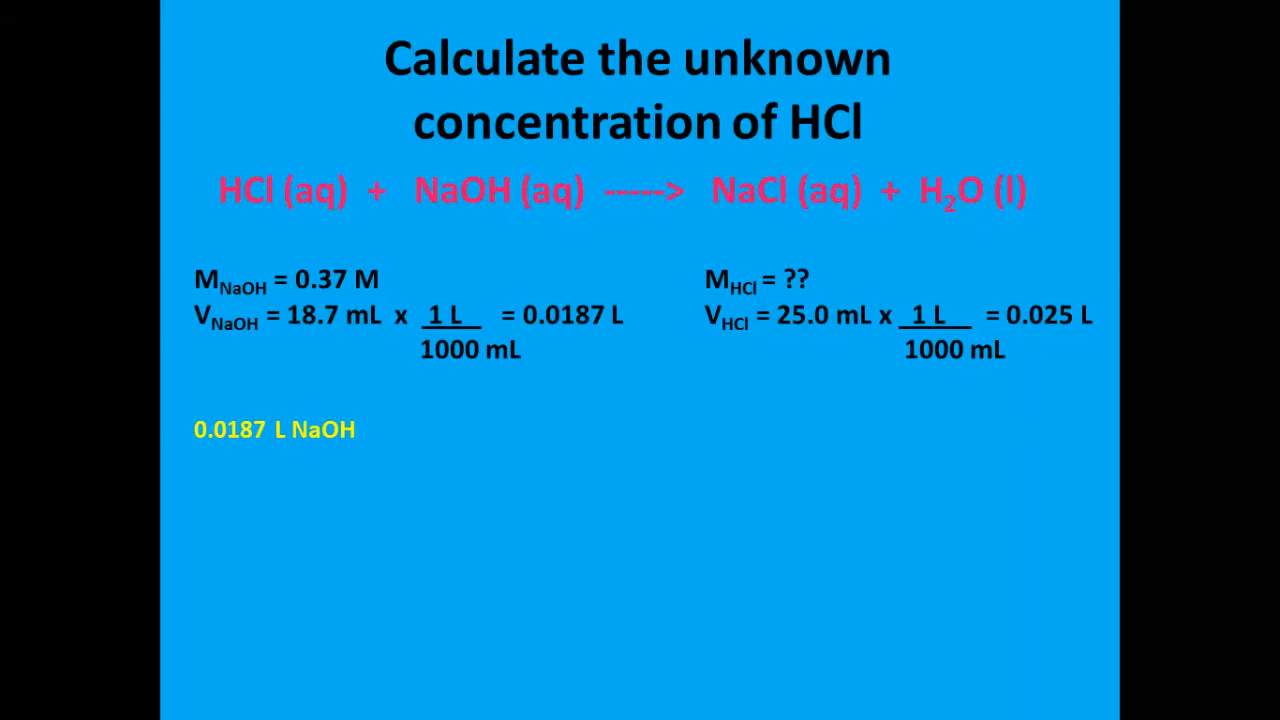 Calculate the unknown
concentration of HCl
HCl (aq) + NaOH (aq) -----> NaCl (aq) + H₂O (l)
M_NaOH = 0.37 M
V_NaOH = 18.7 mL x 1 L = 0.0187 L
1000 mL
M_HCl = ??
V_HCl = 25.0 mL x 1 L = 0.025 L
1000 mL
0.0187 L NaOH